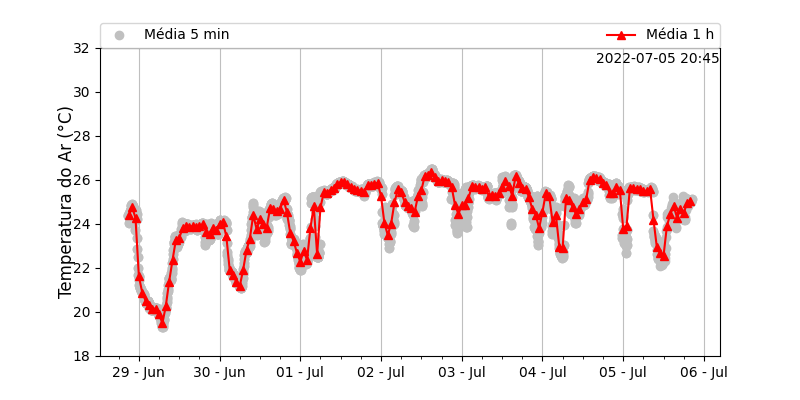 Média 5 min
Média 1 h
2022-07-05 20:45
Temperatura do Ar (°C)
32
30
28
26
24
22
20
18
29 - Jun
30 - Jun
01 - Jul
02 - Jul
03 - Jul
04 - Jul
05 - Jul
06 - Jul